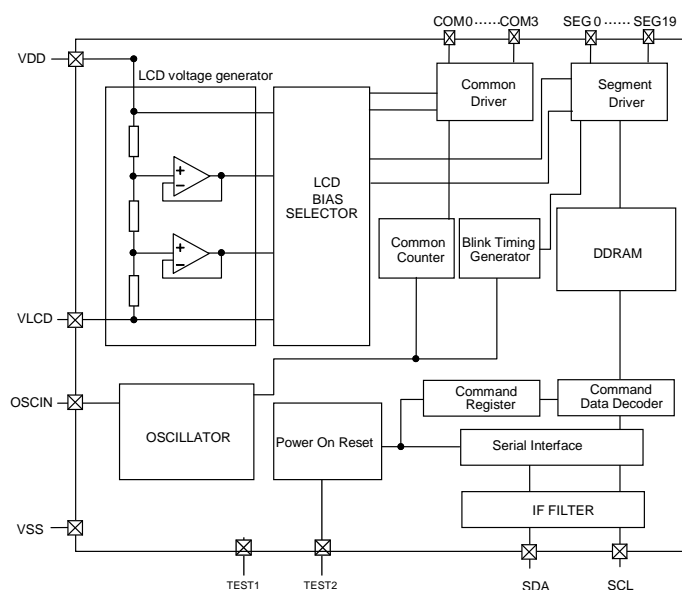 COM0 ...... COM3
SEG0 ...... SEG19
VDD
LCD voltage generator
Common
Driver
Segment
Driver
LCD
BIAS
SELECTOR
Common
Counter
Blink Timing
Generator
DDRAM
VLCD
OSCIN
OSCILLATOR
Power On Reset
Command
Register
Command
Data Decoder
Serial Interface
IF FILTER
VSS
TEST1
TEST2
SDA
SCL